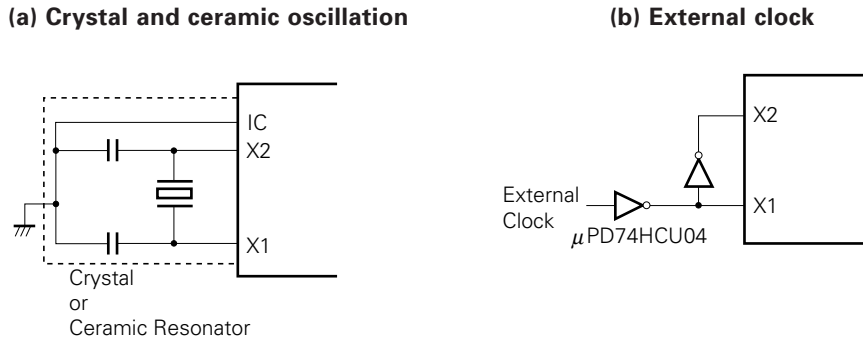 (a) Crystal and ceramic oscillation
IC
X2
X1
Crystal
or
Ceramic Resonator
(b) External clock
X2
X1
External
Clock
μPD74HCU04